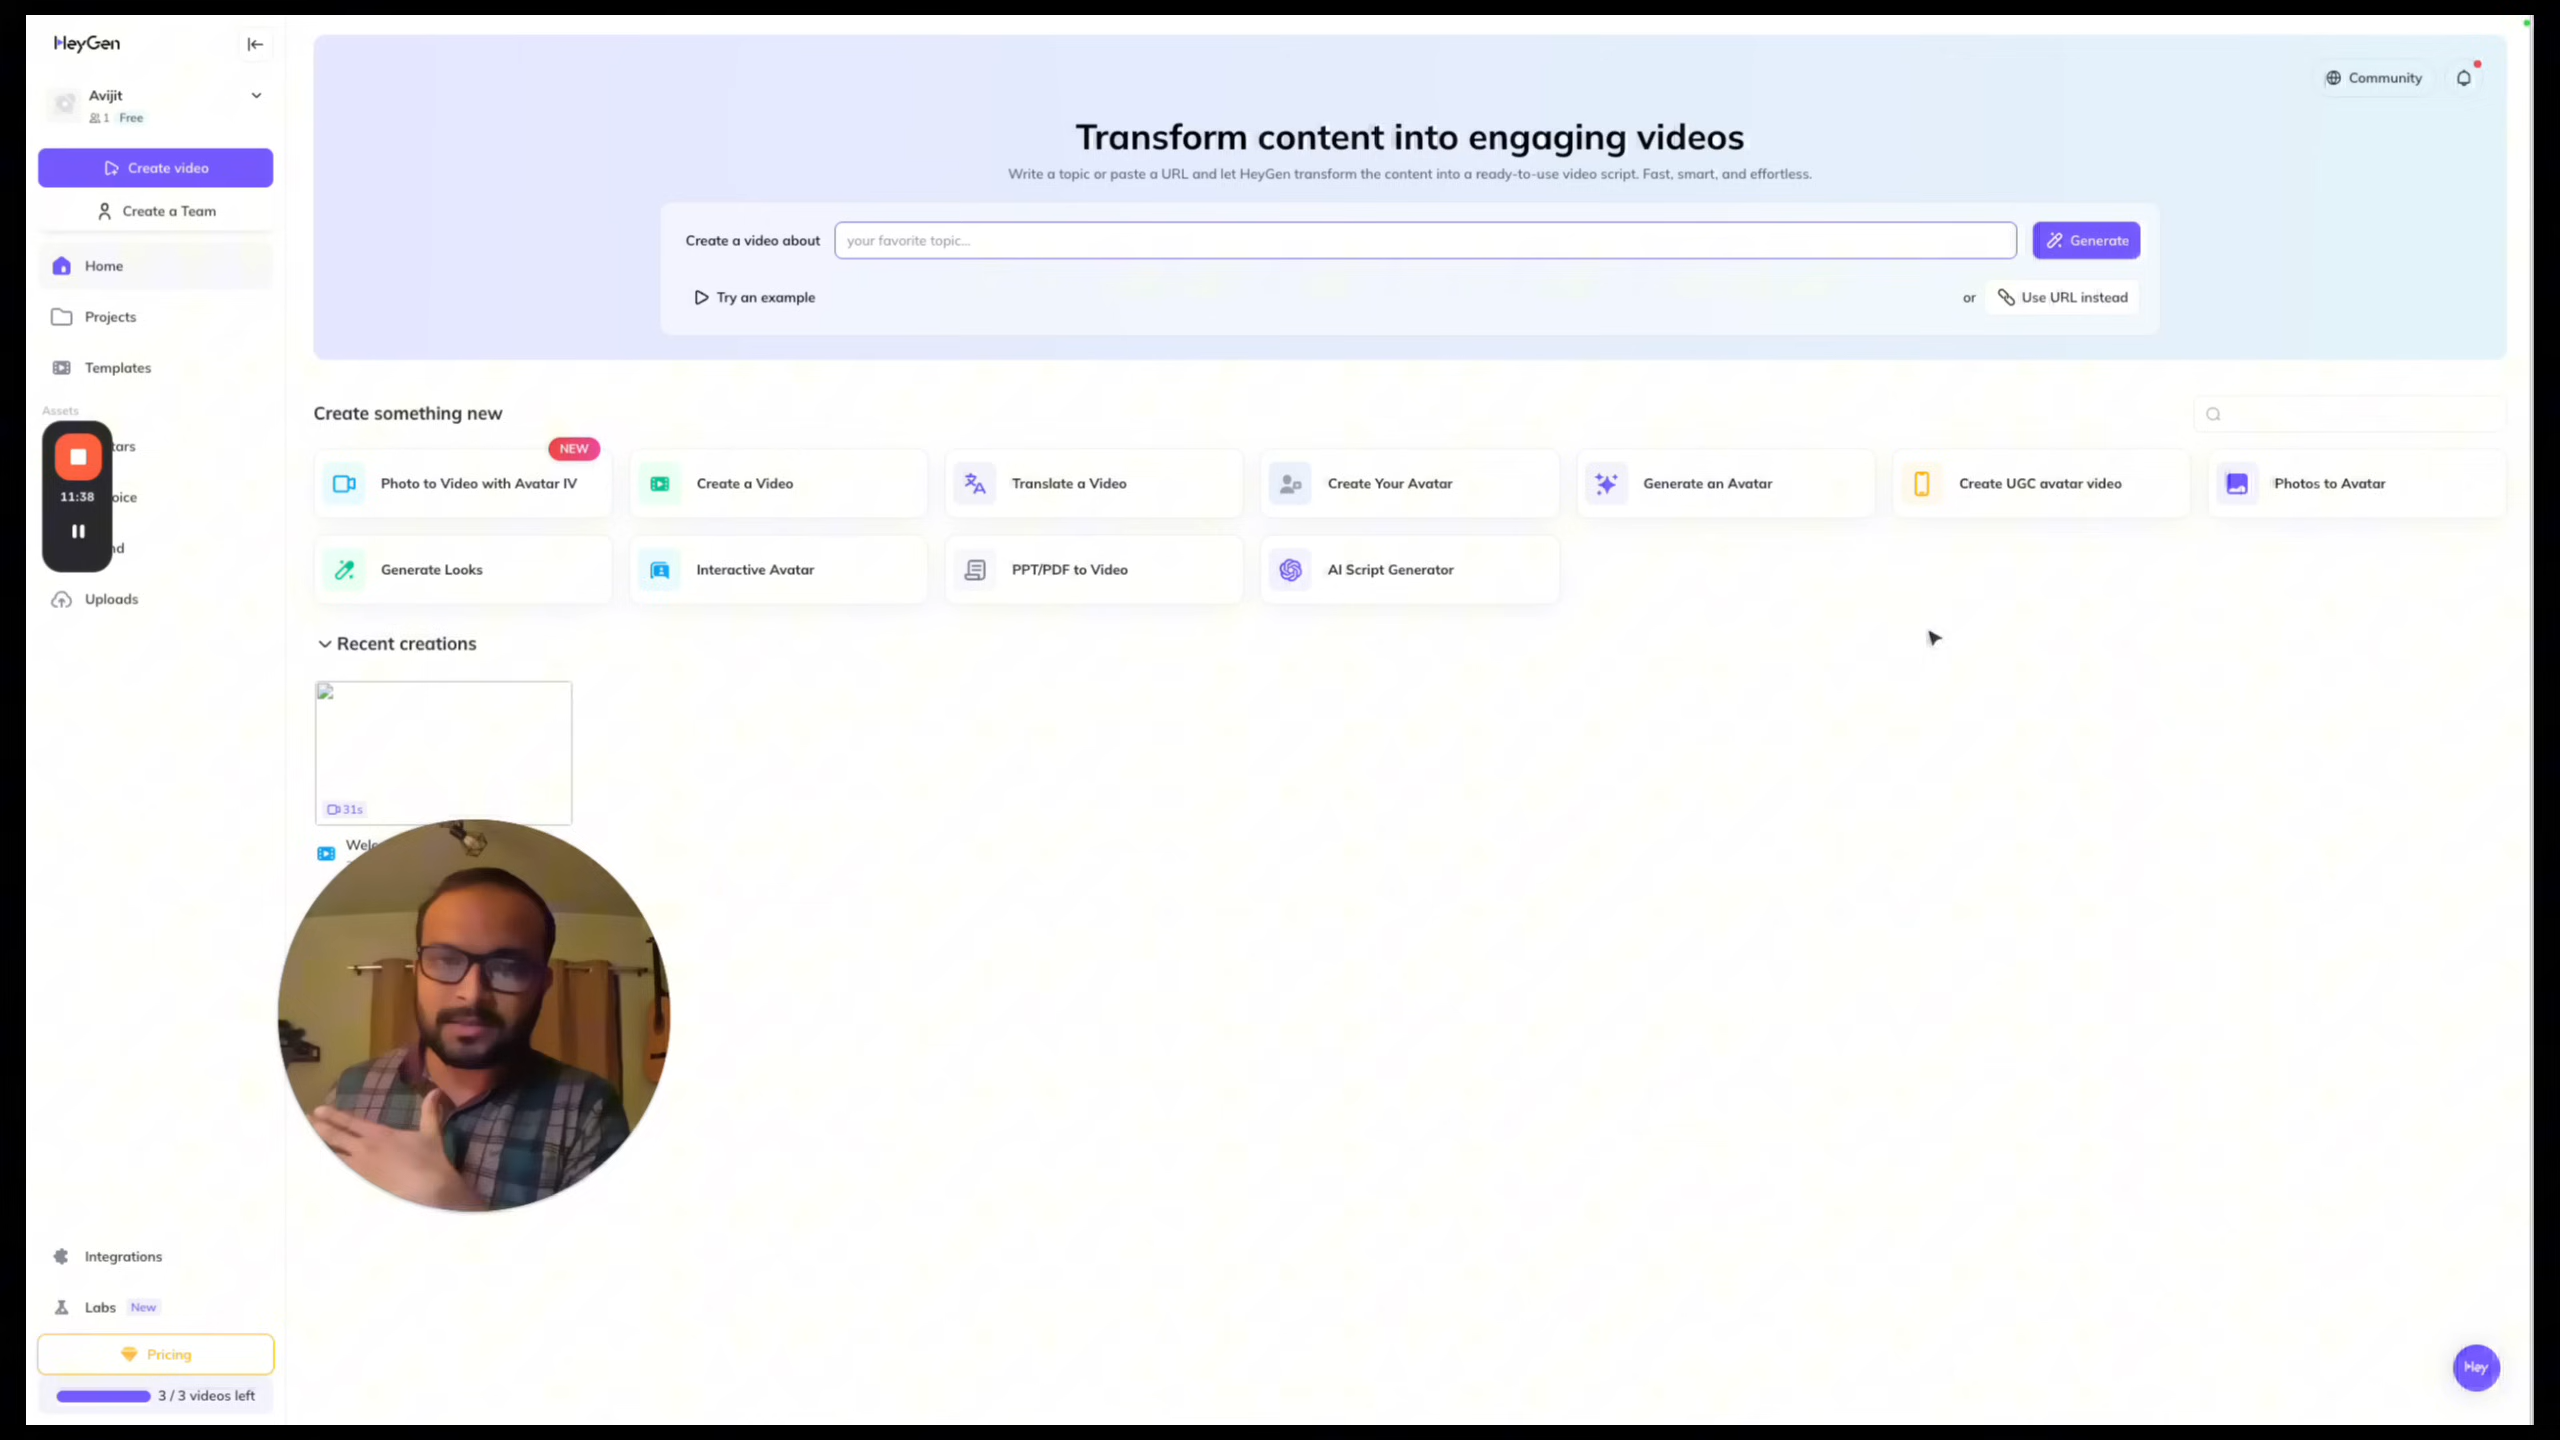 HeyGen
Avijit
1 Free
Create video
Create a Team
Home
Projects
Templates
Assets
tars
11:38
oice
nd
Uploads
Integrations
Labs New
Pricing
3 / 3 videos left
Community
Transform content into engaging videos
Write a topic or paste a URL and let HeyGen transform the content into a ready-to-use video script. Fast, smart, and effortless.
Create a video about your favorite topic... Generate
Try an example or Use URL instead
Create something new
NEW
Photo to Video with Avatar IV
Create a Video
Translate a Video
Create Your Avatar
Generate an Avatar
Create UGC avatar video
Photos to Avatar
Generate Looks
Interactive Avatar
PPT/PDF to Video
AI Script Generator
Recent creations
31s
Welc
Hey